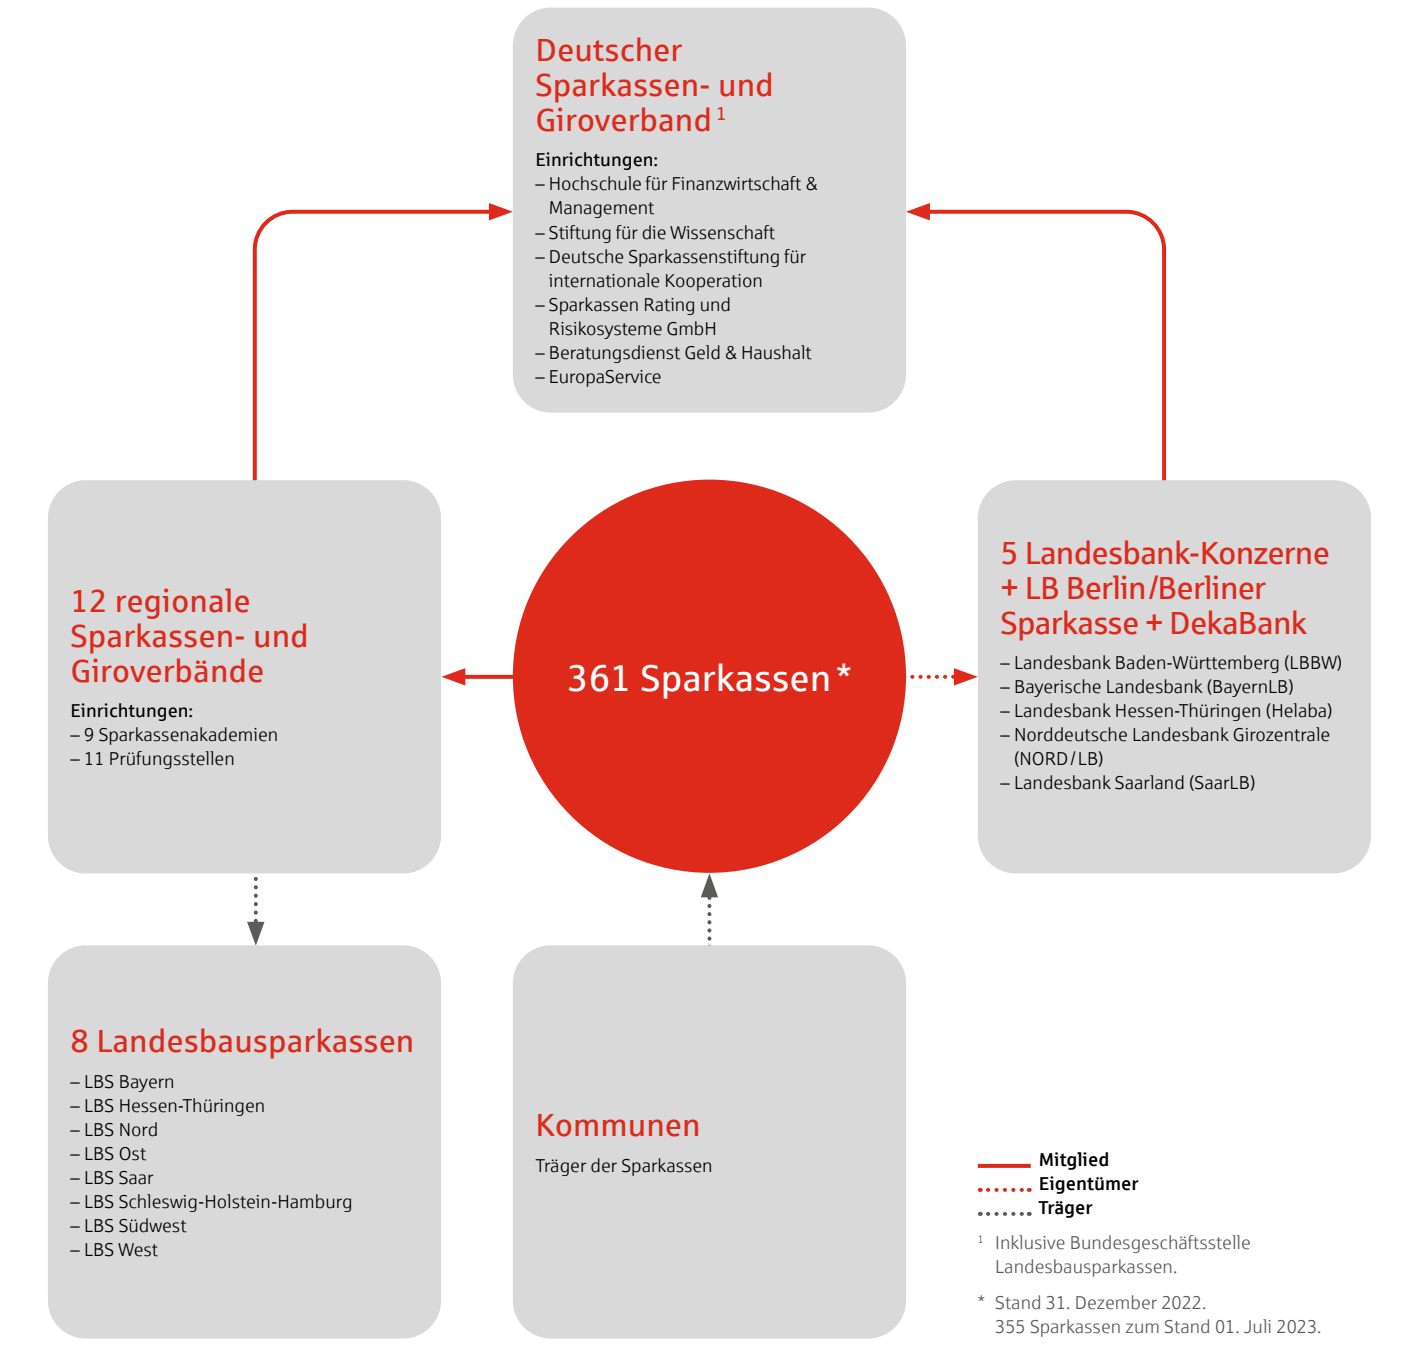 Deutscher
Sparkassen- und
Giroverband 1
Einrichtungen:
– Hochschule für Finanzwirtschaft &
Management
– Stiftung für die Wissenschaft
– Deutsche Sparkassenstiftung für
internationale Kooperation
– Sparkassen Rating und
Risikosysteme GmbH
– Beratungsdienst Geld & Haushalt
– EuropaService
12 regionale
Sparkassen- und
Giroverbände
Einrichtungen:
– 9 Sparkassenakademien
– 11 Prüfungsstellen
361 Sparkassen *
5 Landesbank-Konzerne
+ LB Berlin/Berliner
Sparkasse + DekaBank
– Landesbank Baden-Württemberg (LBBW)
– Bayerische Landesbank (BayernLB)
– Landesbank Hessen-Thüringen (Helaba)
– Norddeutsche Landesbank Girozentrale
(NORD/LB)
– Landesbank Saarland (SaarLB)
8 Landesbausparkassen
– LBS Bayern
– LBS Hessen-Thüringen
– LBS Nord
– LBS Ost
– LBS Saar
– LBS Schleswig-Holstein-Hamburg
– LBS Südwest
– LBS West
Kommunen
Träger der Sparkassen
Mitglied
Eigentümer
Träger
1 Inklusive Bundesgeschäftsstelle
Landesbausparkassen.
* Stand 31. Dezember 2022.
355 Sparkassen zum Stand 01. Juli 2023.